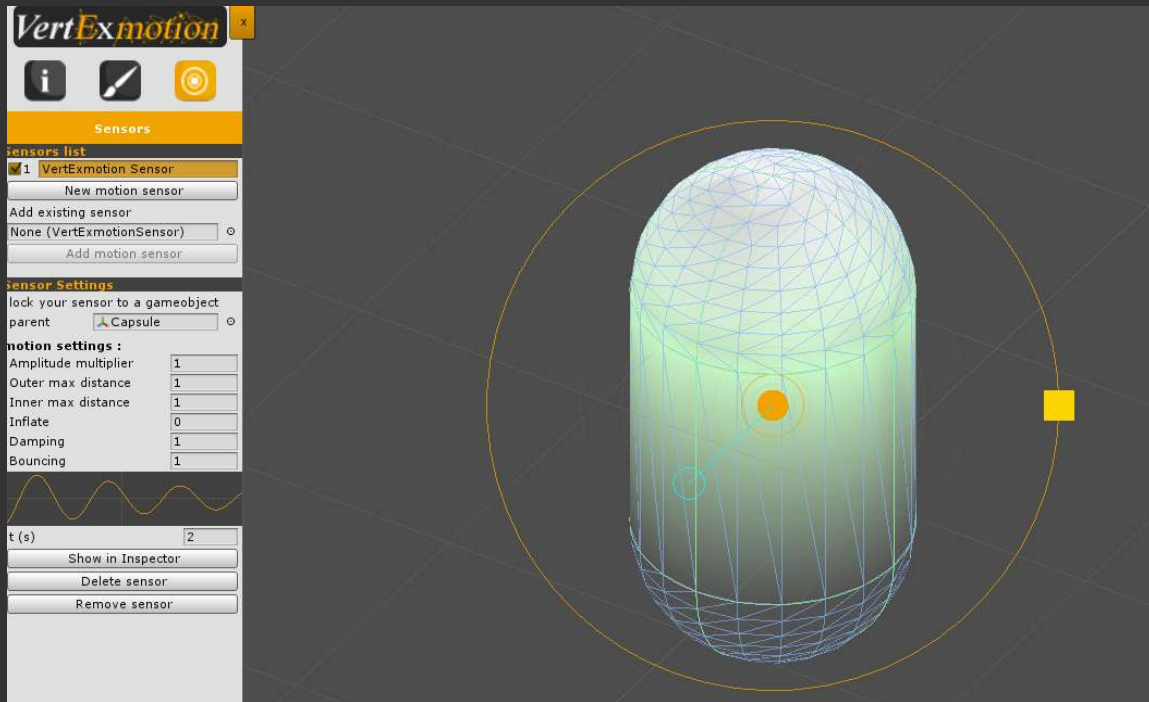 VertExmotion x
i
Sensors
Sensors list
1 VertExmotion Sensor
New motion sensor
Add existing sensor
None (VertExmotionSensor)
Add motion sensor
Sensor Settings
lock your sensor to a gameobject
parent Capsule
motion settings :
Amplitude multiplier 1
Outer max distance 1
Inner max distance 1
Inflate 0
Damping 1
Bouncing 1
t (s) 2
Show in Inspector
Delete sensor
Remove sensor